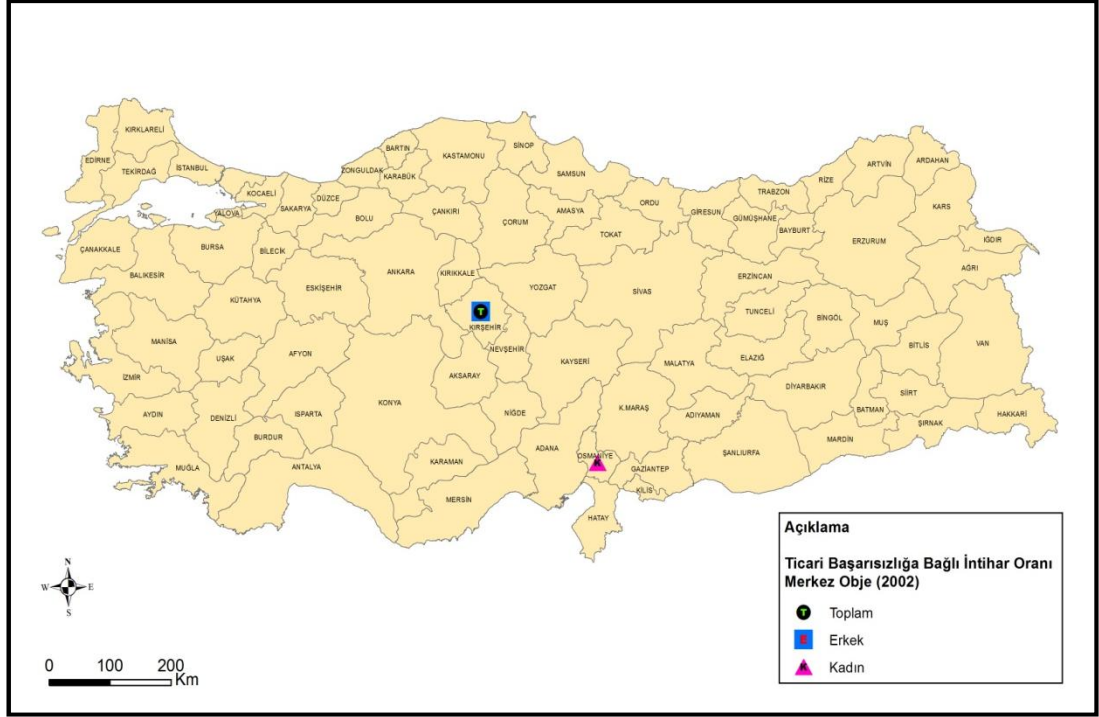 KIRKLARELİ
EDİRNE
TEKİRDAĞ
İSTANBUL
KOCAELİ
YALOVA
SAKARYA
DÜZCE
ZONGULDAK
BARTIN
KARABÜK
KASTAMONU
SİNOP
SAMSUN
BOLU
ÇANKIRI
ÇORUM
AMASYA
TOKAT
ORDU
GİRESUN
TRABZON
GÜMÜŞHANE
BAYBURT
RİZE
ARTVİN
ARDAHAN
KARS
IĞDIR
AĞRI
ERZURUM
ERZİNCAN
ÇANAKKALE
BALIKESİR
BURSA
BİLECİK
KÜTAHYA
ESKİŞEHİR
ANKARA
KIRIKKALE
YOZGAT
SİVAS
TUNCELİ
BİNGÖL
MUŞ
BİTLİS
VAN
T
KIRŞEHİR
NEVŞEHİR
KAYSERİ
MALATYA
ELAZIĞ
DİYARBAKIR
BATMAN
SİİRT
ŞIRNAK
HAKKARİ
MANİSA
UŞAK
AFYON
İZMİR
AYDIN
DENİZLİ
ISPARTA
BURDUR
MUĞLA
ANTALYA
KONYA
AKSARAY
NİĞDE
KARAMAN
MERSİN
ADANA
K.MARAŞ
ADIYAMAN
OSMANİYE
K
GAZİANTEP
KİLİS
HATAY
ŞANLIURFA
MARDİN
N
W E
S
0 100 200
Km
Açıklama
Ticari Başarısızlığa Bağlı İntihar Oranı
Merkez Obje (2002)
T Toplam
E Erkek
K Kadın